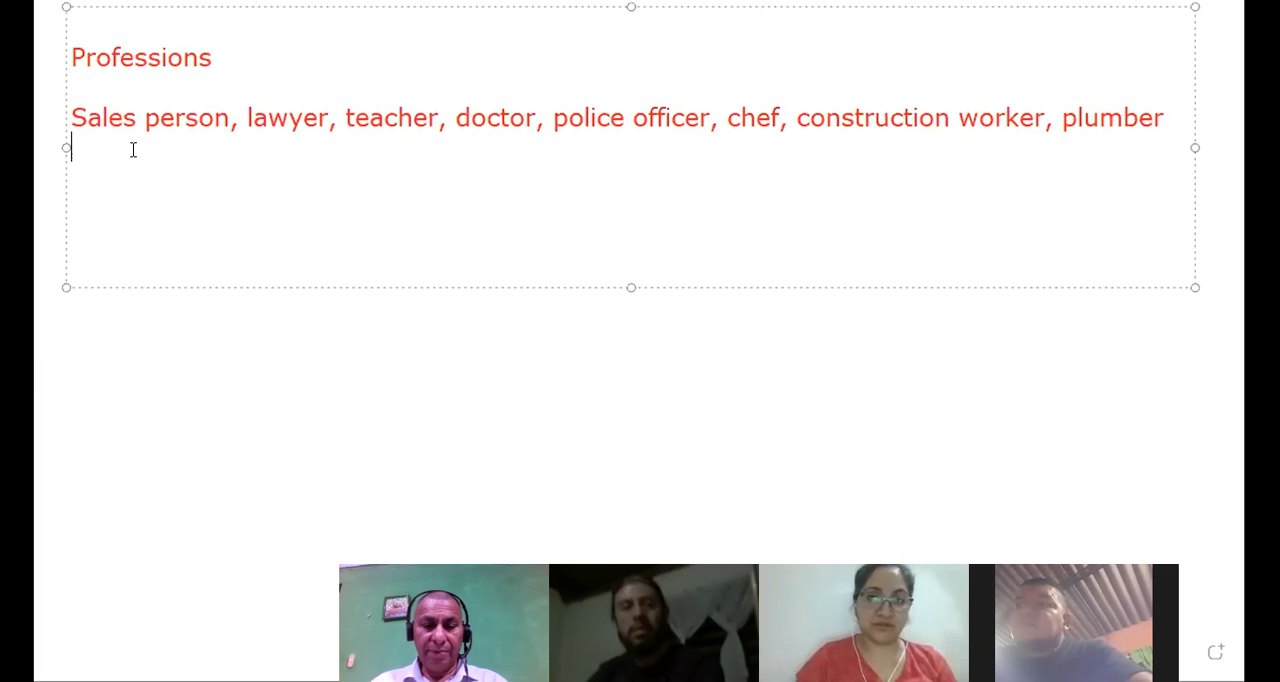 Professions
Sales person, lawyer, teacher, doctor, police officer, chef, construction worker, plumber